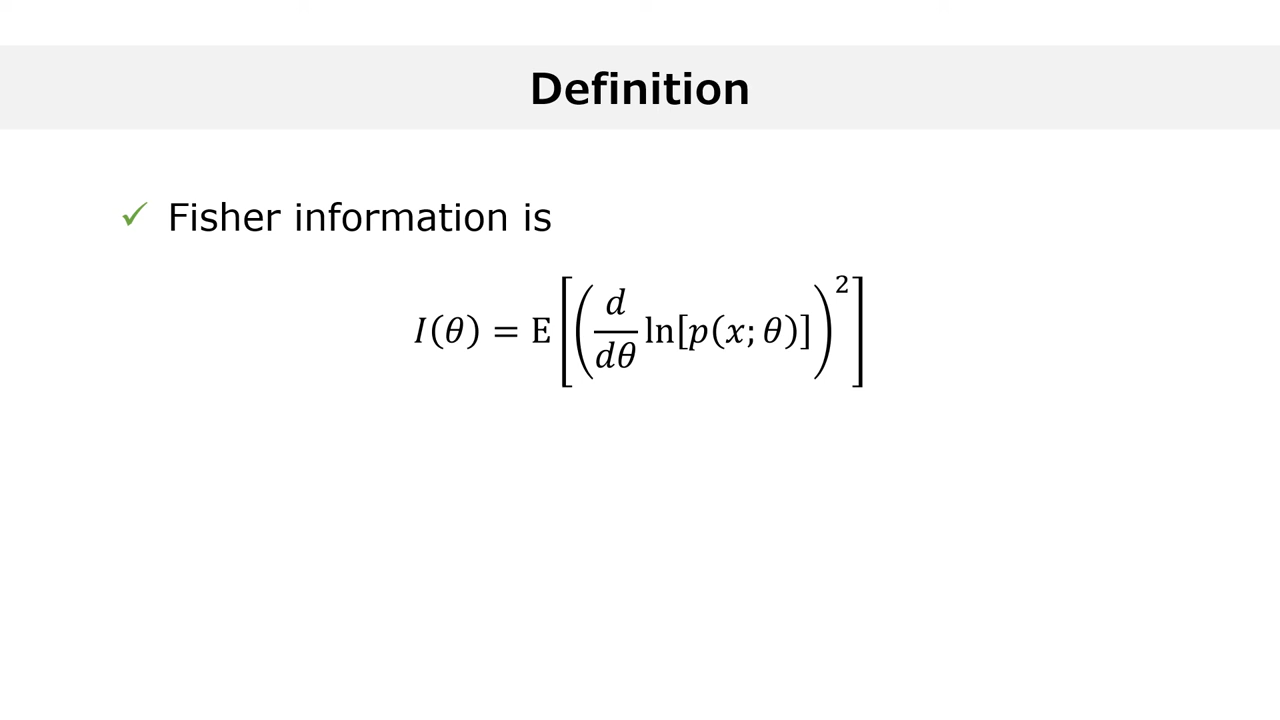 Definition
✓ Fisher information is
I(θ) = E[(d/dθ ln[p(x; θ)])²]